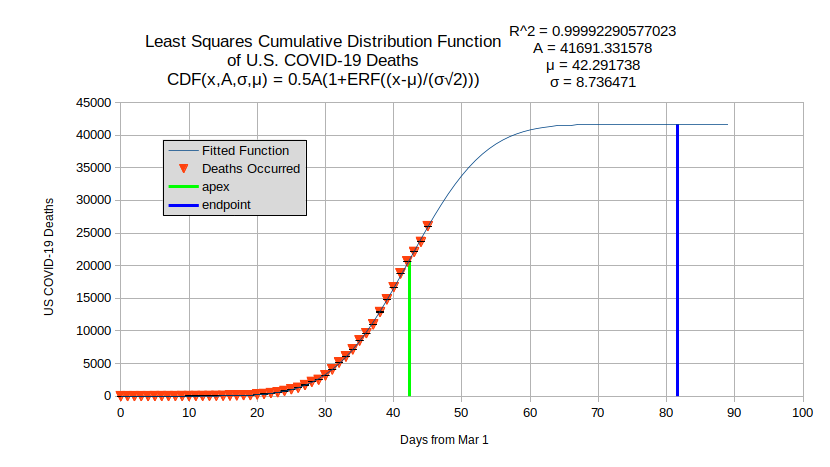 Least Squares Cumulative Distribution Function
of U.S. COVID-19 Deaths
CDF(x,A,σ,μ) = 0.5A(1+ERF((x-μ)/(σ√2)))
R^2 = 0.99992290577023
A = 41691.331578
μ = 42.291738
σ = 8.736471
45000
40000
35000
30000
25000
20000
15000
10000
5000
0
US COVID-19 Deaths
Fitted Function
Deaths Occurred
apex
endpoint
0 10 20 30 40 50 60 70 80 90 100
Days from Mar 1